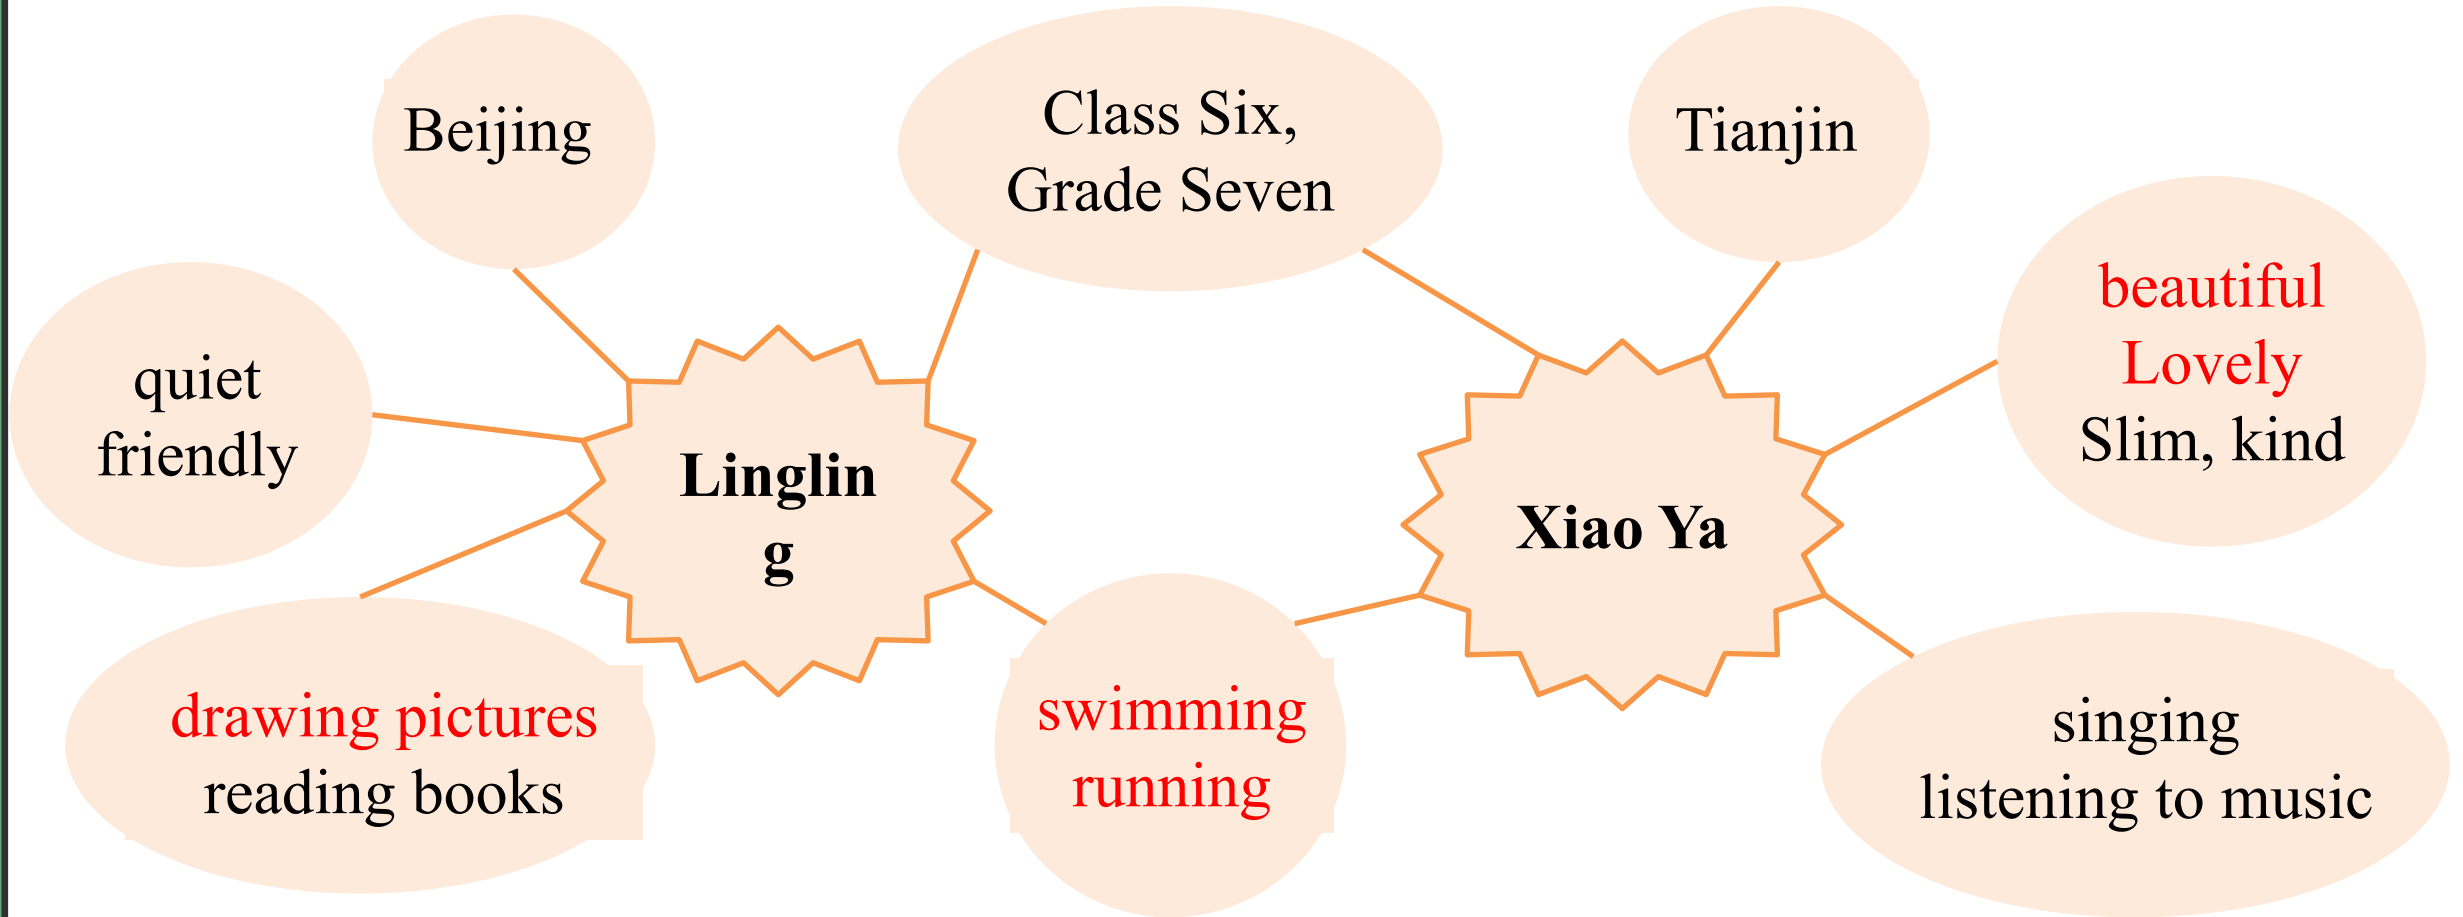 Beijing
Class Six,
Grade Seven
Tianjin
beautiful
Lovely
Slim, kind
quiet
friendly
Linglin
g
Xiao Ya
drawing pictures
reading books
swimming
running
singing
listening to music